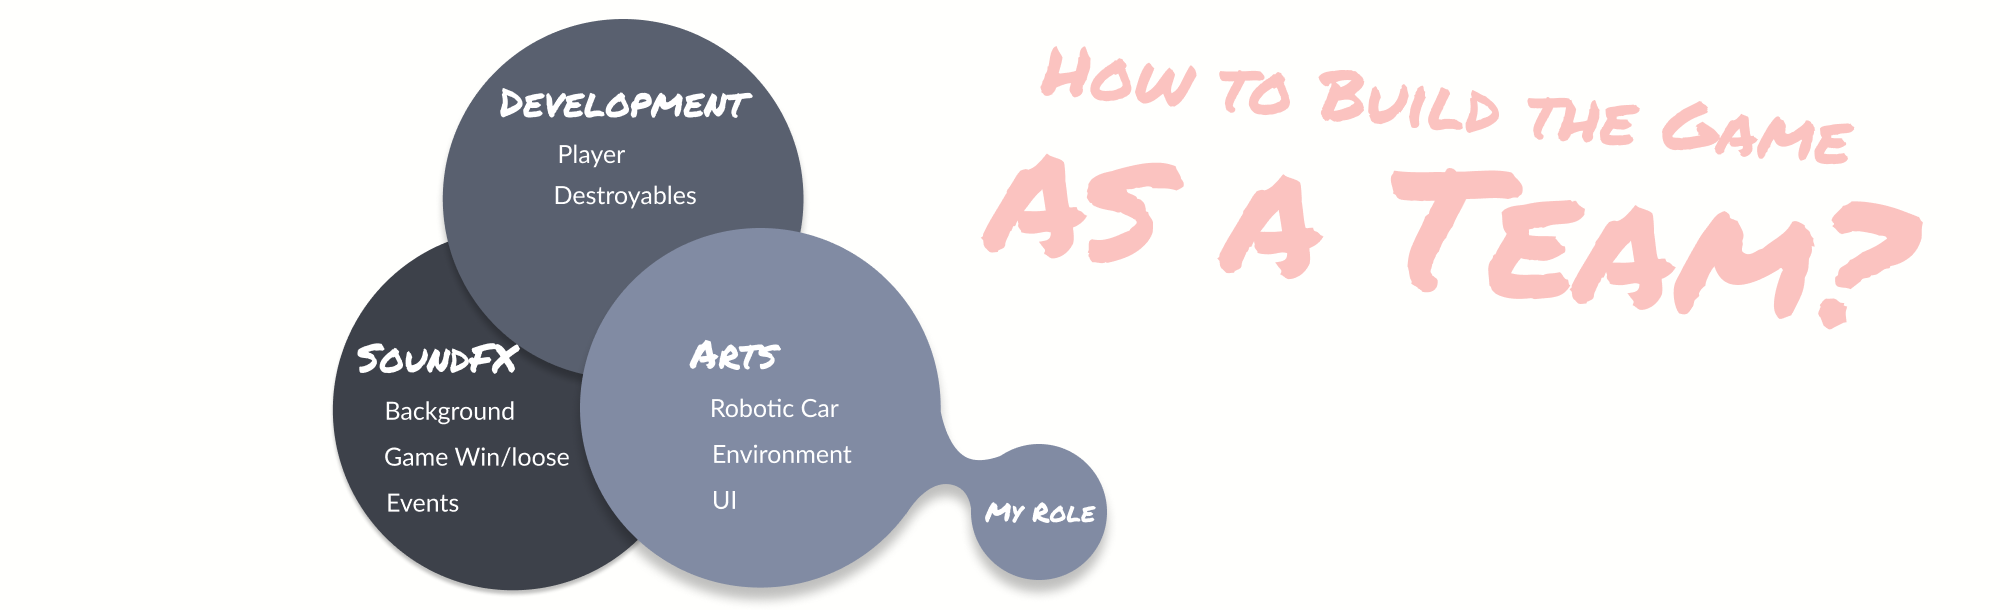 How to Build the Game
as a Team?
Development
Player
Destroyables
SoundFX
Background
Game Win/loose
Events
Arts
Robotic Car
Environment
UI
My Role